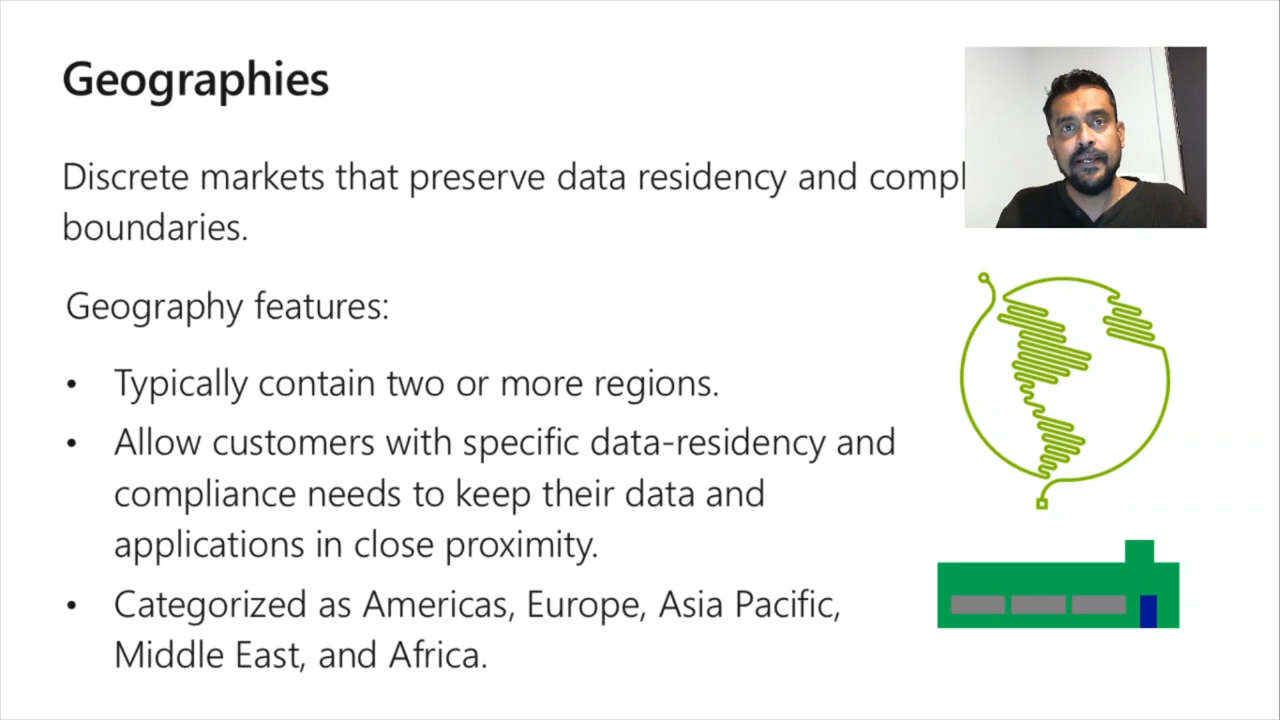 Geographies
Discrete markets that preserve data residency and
boundaries.
Geography features:
• Typically contain two or more regions.
• Allow customers with specific data-residency and
compliance needs to keep their data and
applications in close proximity.
• Categorized as Americas, Europe, Asia Pacific,
Middle East, and Africa.